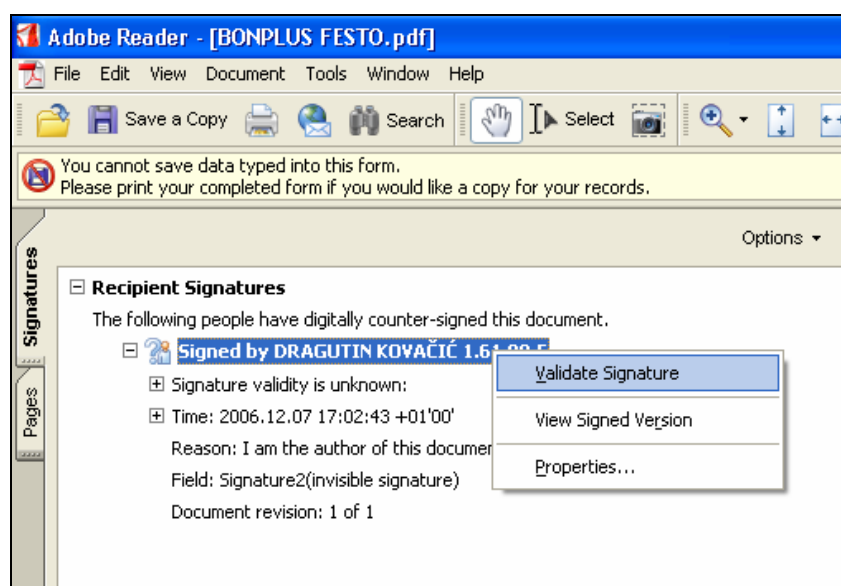 Adobe Reader - [BONPLUS FESTO.pdf]
File Edit View Document Tools Window Help
Save a Copy Search Select
You cannot save data typed into this form.
Please print your completed form if you would like a copy for your records.
Options
Signatures
Pages
Recipient Signatures
The following people have digitally counter-signed this document.
Signed by DRAGUTIN KOVAČIĆ
Signature validity is unknown:
Time: 2006.12.07 17:02:43 +01'00'
Reason: I am the author of this
Field: Signature2(invisible signature)
Document revision: 1 of 1
Validate Signature
View Signed Version
Properties...